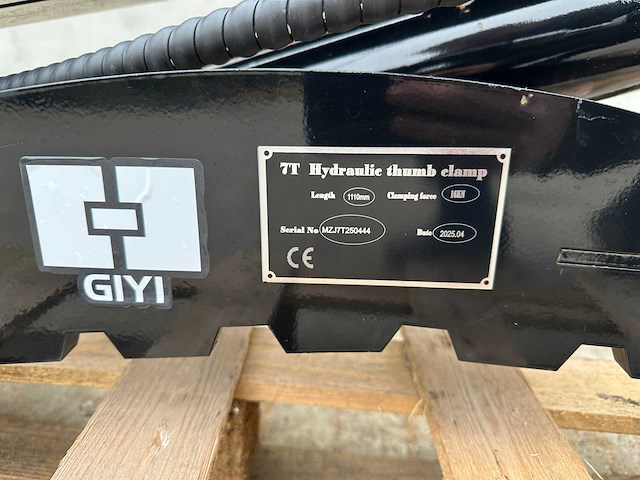 GIYI
7T Hydraulic thumb clamp
Length 1110mm Clamping force 16KN
Serial No MZJ7T250444 Date 2025.04
CE